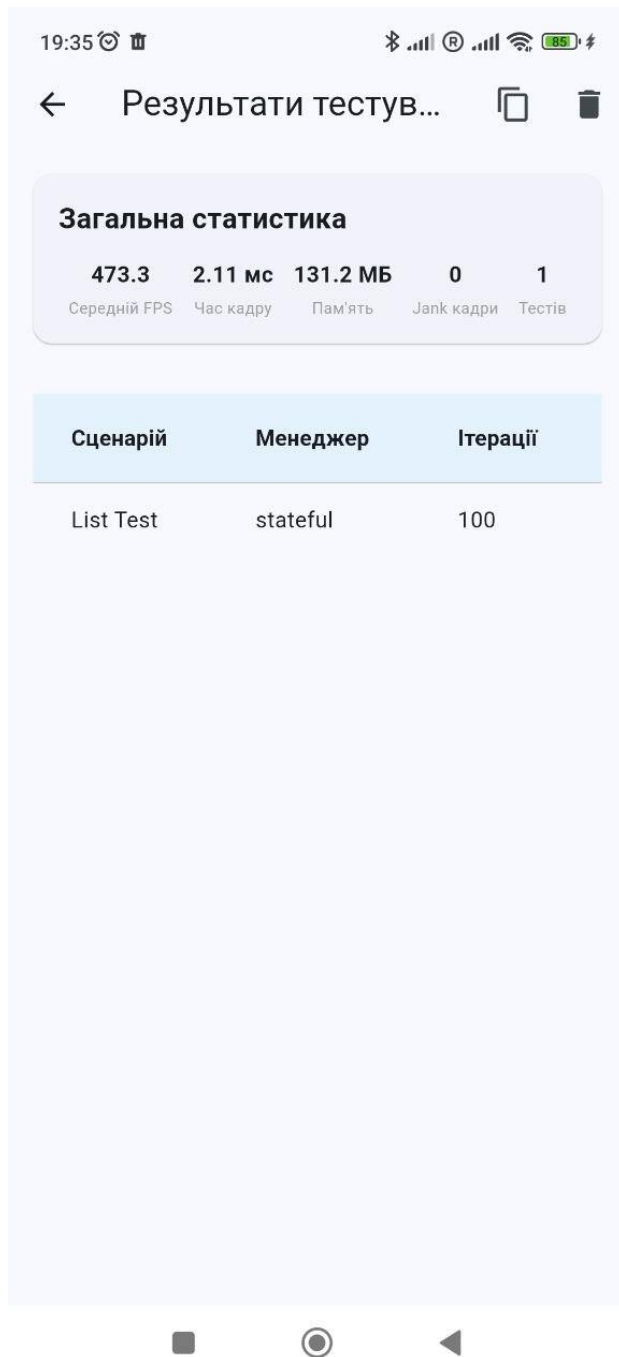 19:35
R 85
Результати тестув...
Загальна статистика
473.3 2.11 мс 131.2 МБ 0 1
Середній FPS Час кадру Пам'ять Jank кадри Тестів
Сценарій Менеджер Ітерації
List Test stateful 100